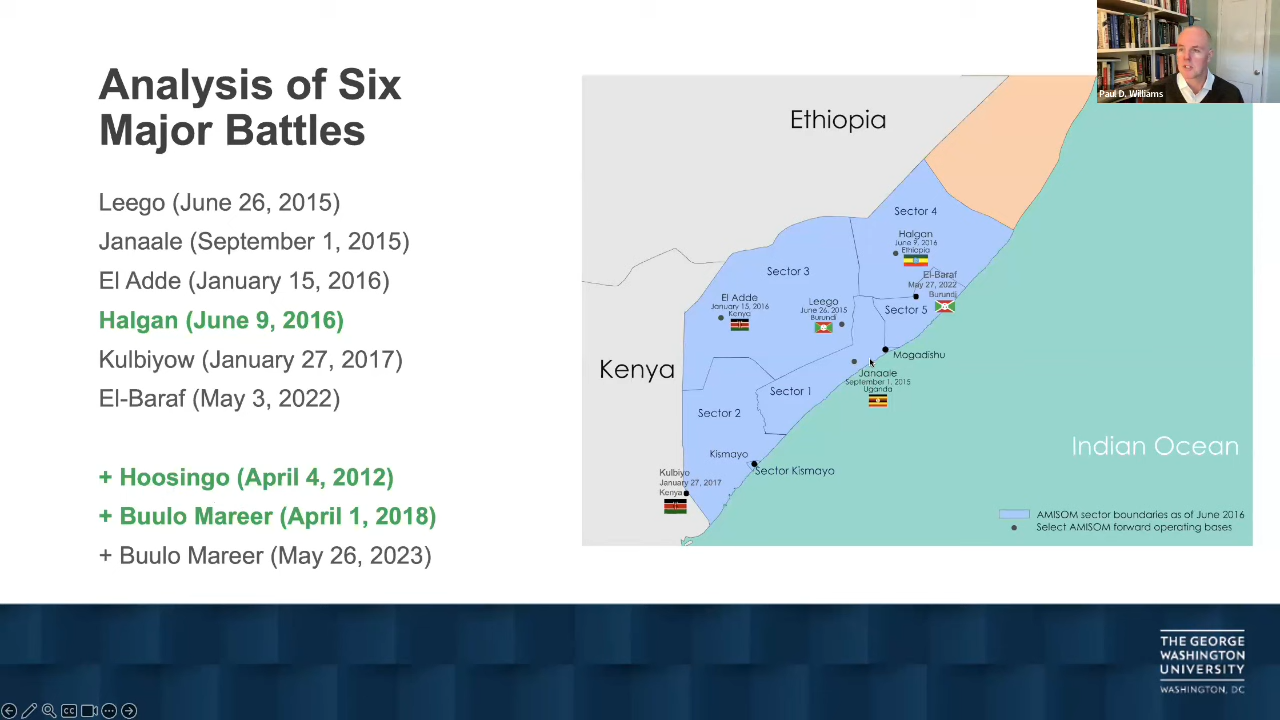 Analysis of Six
Major Battles
Leego (June 26, 2015)
Janaale (September 1, 2015)
El Adde (January 15, 2016)
Halgan (June 9, 2016)
Kulbiyow (January 27, 2017)
El-Baraf (May 3, 2022)
+ Hoosingo (April 4, 2012)
+ Buulo Mareer (April 1, 2018)
+ Buulo Mareer (May 26, 2023)
Paul D. Williams
Ethiopia
Sector 4
Halgan
June 9, 2016
Ethiopia
Sector 3
El-Baraf
May 27, 2022
Burundi
El Adde
January 15, 2016
Kenya
Leego
June 26, 2015
Burundi
Sector 5
Mogadishu
Kenya
Janaale
September 1, 2015
Uganda
Sector 1
Sector 2
Kismayo
Sector Kismayo
Indian Ocean
Kulbiyo
January 27, 2017
Kenya
AMISOM sector boundaries as of June 2016
Select AMISOM forward operating bases
THE GEORGE
WASHINGTON
UNIVERSITY
WASHINGTON, DC
CC